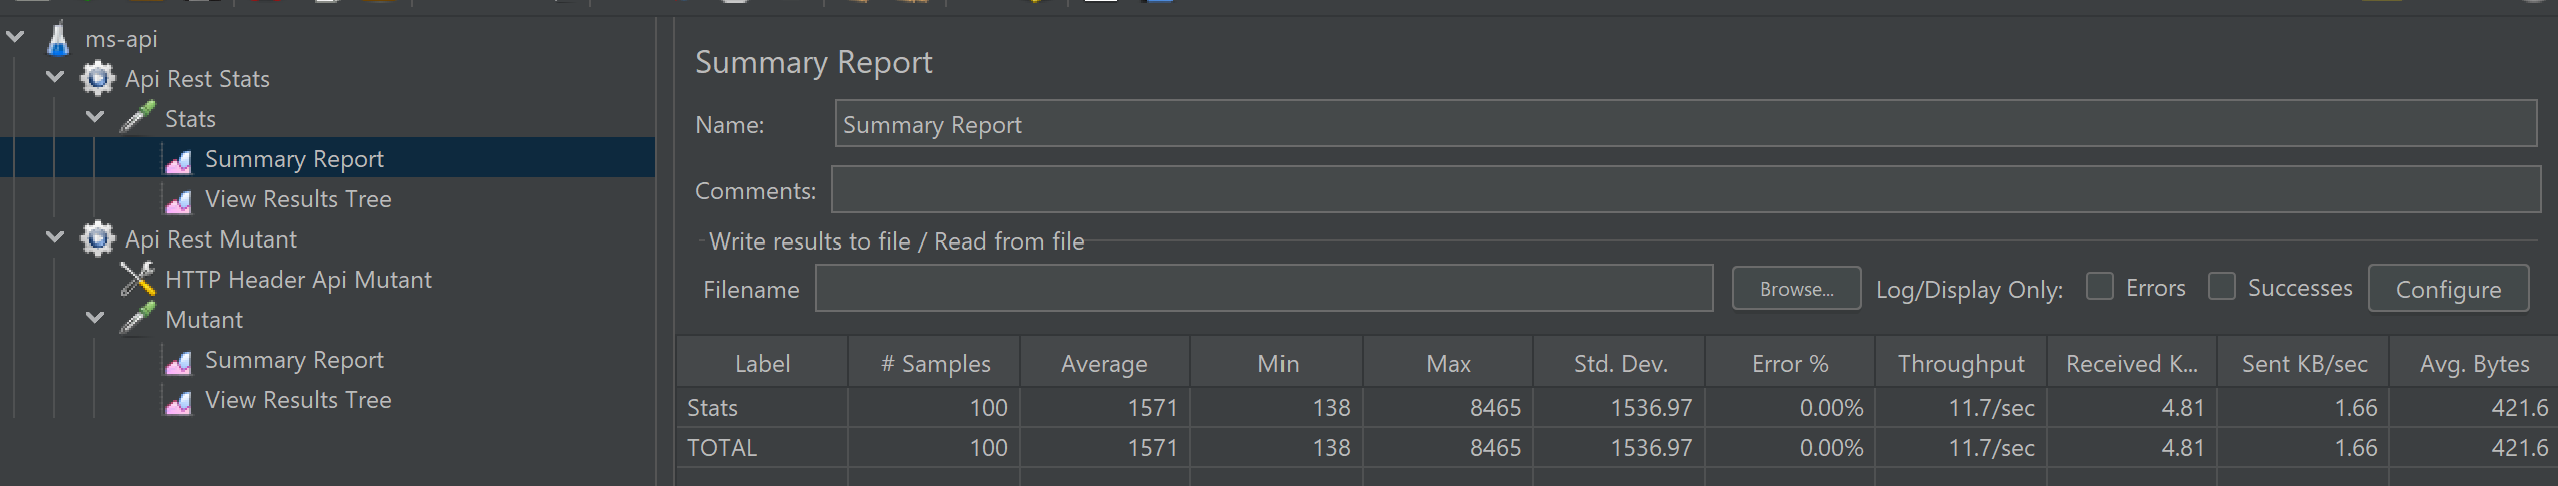 ms-api
Api Rest Stats
Stats
Summary Report
View Results Tree
Api Rest Mutant
HTTP Header Api Mutant
Mutant
Summary Report
View Results Tree
Summary Report
Name: Summary Report
Comments:
Write results to file / Read from file
Filename Browse... Log/Display Only: Errors Successes Configure
Label # Samples Average Min Max Std. Dev. Error % Throughput Received K... Sent KB/sec Avg. Bytes
Stats 100 1571 138 8465 1536.97 0.00% 11.7/sec 4.81 1.66 421.6
TOTAL 100 1571 138 8465 1536.97 0.00% 11.7/sec 4.81 1.66 421.6